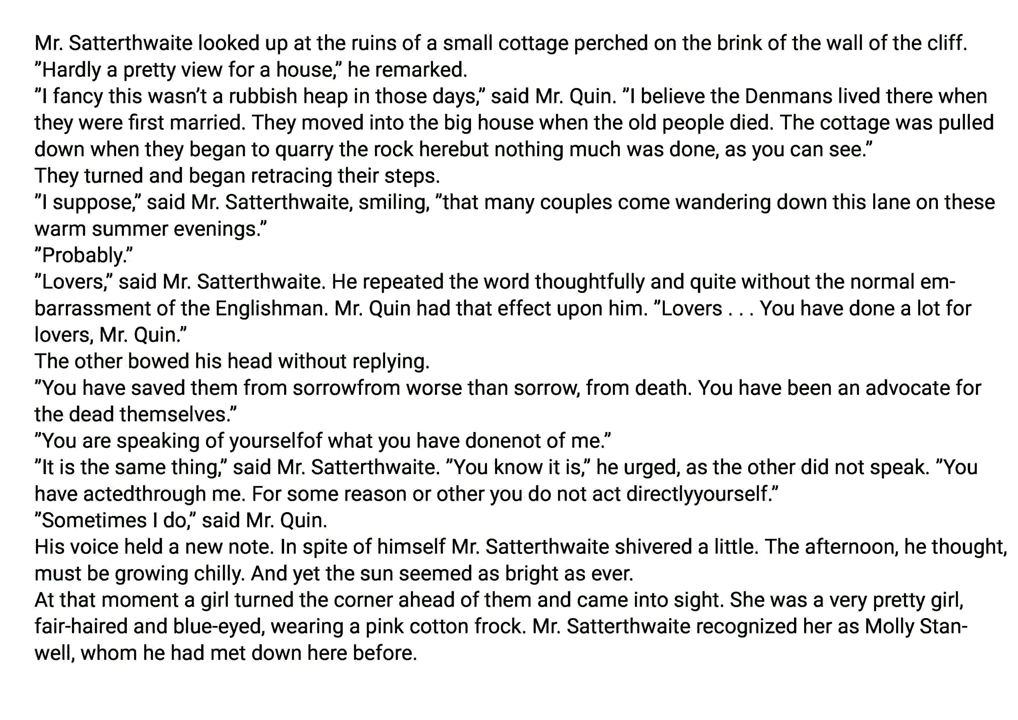 Mr. Satterthwaite looked up at the ruins of a small cottage perched on the brink of the wall of the cliff.
”Hardly a pretty view for a house,” he remarked.
”I fancy this wasn’t a rubbish heap in those days,” said Mr. Quin. ”I believe the Denmans lived there when
they were first married. They moved into the big house when the old people died. The cottage was pulled
down when they began to quarry the rock herebut nothing much was done, as you can see.”
They turned and began retracing their steps.
”I suppose,” said Mr. Satterthwaite, smiling, ”that many couples come wandering down this lane on these
warm summer evenings.”
”Probably.”
”Lovers,” said Mr. Satterthwaite. He repeated the word thoughtfully and quite without the normal em-
barrassment of the Englishman. Mr. Quin had that effect upon him. ”Lovers . . . You have done a lot for
lovers, Mr. Quin.”
The other bowed his head without replying.
”You have saved them from sorrowfrom worse than sorrow, from death. You have been an advocate for
the dead themselves.”
”You are speaking of yourselfof what you have donenot of me.”
”It is the same thing,” said Mr. Satterthwaite. ”You know it is,” he urged, as the other did not speak. ”You
have actedthrough me. For some reason or other you do not act directlyyourself.”
”Sometimes I do,” said Mr. Quin.
His voice held a new note. In spite of himself Mr. Satterthwaite shivered a little. The afternoon, he thought,
must be growing chilly. And yet the sun seemed as bright as ever.
At that moment a girl turned the corner ahead of them and came into sight. She was a very pretty girl,
fair-haired and blue-eyed, wearing a pink cotton frock. Mr. Satterthwaite recognized her as Molly Stan-
well, whom he had met down here before.